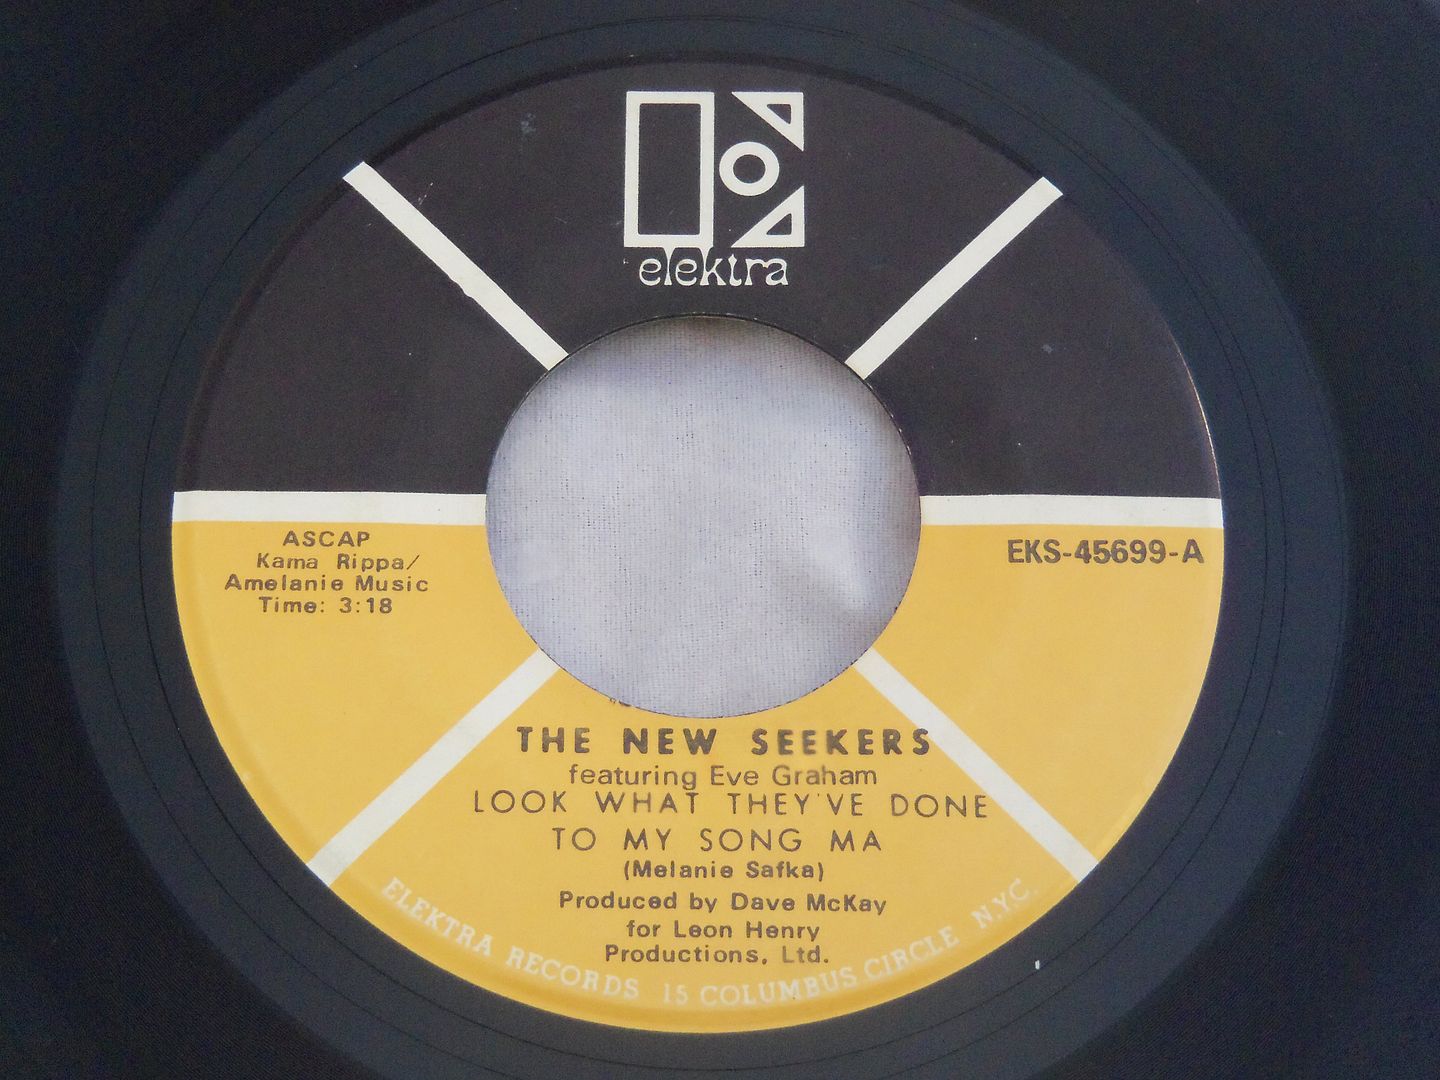 elektra
ASCAP
Kama Rippa/
Amelanie Music
Time: 3:18
EKS-45699-A
THE NEW SEEKERS
featuring Eve Graham
LOOK WHAT THEY'VE DONE
TO MY SONG MA
(Melanie Safka)
Produced by Dave McKay
for Leon Henry
Productions, Ltd.
ELEKTRA RECORDS 15 COLUMBUS CIRCLE N.Y.C.